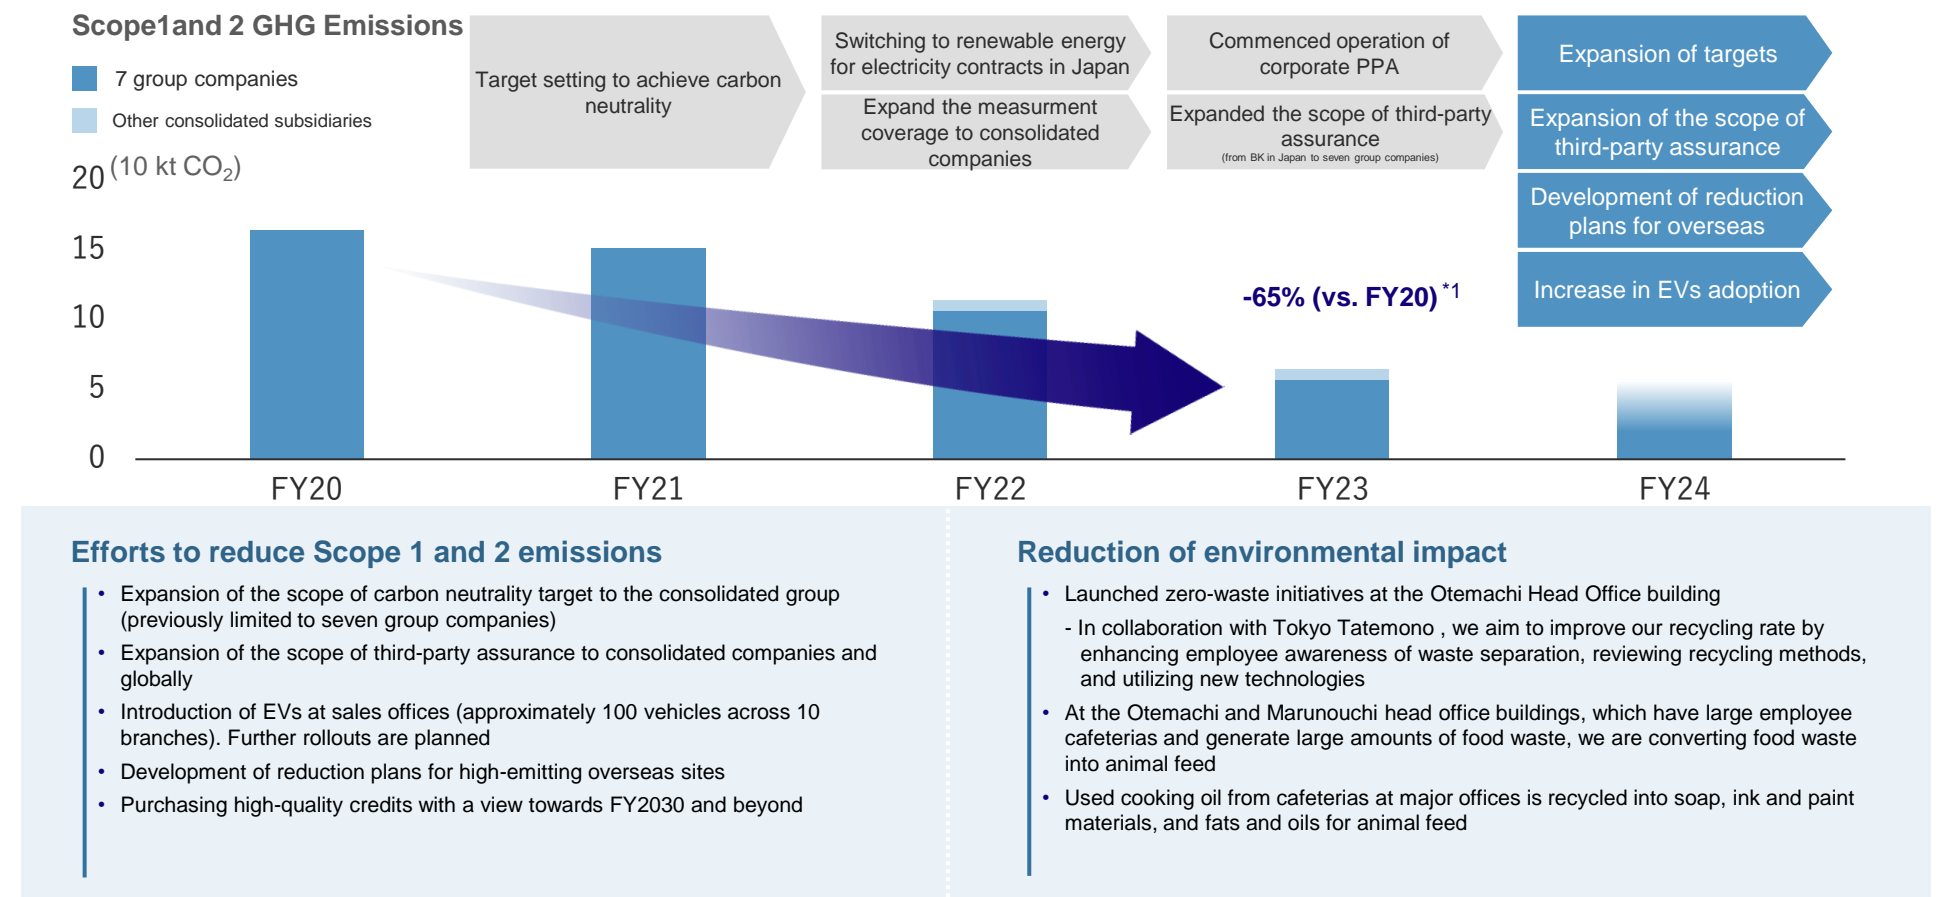 Scope1and 2 GHG Emissions
7 group companies
Other consolidated subsidiaries
(10 kt CO2)
Target setting to achieve carbon
neutrality
Switching to renewable energy
for electricity contracts in Japan
Expand the measurment
coverage to consolidated
companies
Commenced operation of
corporate PPA
Expanded the scope of third-party
assurance
(from BK in Japan to seven group companies)
Expansion of targets
Expansion of the scope of
third-party assurance
Development of reduction
plans for overseas
Increase in EVs adoption
20
15
10
5
0
-65% (vs. FY20) *1
FY20
FY21
FY22
FY23
FY24
Efforts to reduce Scope 1 and 2 emissions
• Expansion of the scope of carbon neutrality target to the consolidated group
(previously limited to seven group companies)
• Expansion of the scope of third-party assurance to consolidated companies and
globally
• Introduction of EVs at sales offices (approximately 100 vehicles across 10
branches). Further rollouts are planned
• Development of reduction plans for high-emitting overseas sites
• Purchasing high-quality credits with a view towards FY2030 and beyond
Reduction of environmental impact
• Launched zero-waste initiatives at the Otemachi Head Office building
- In collaboration with Tokyo Tatemono , we aim to improve our recycling rate by
enhancing employee awareness of waste separation, reviewing recycling methods,
and utilizing new technologies
• At the Otemachi and Marunouchi head office buildings, which have large employee
cafeterias and generate large amounts of food waste, we are converting food waste
into animal feed
• Used cooking oil from cafeterias at major offices is recycled into soap, ink and paint
materials, and fats and oils for animal feed